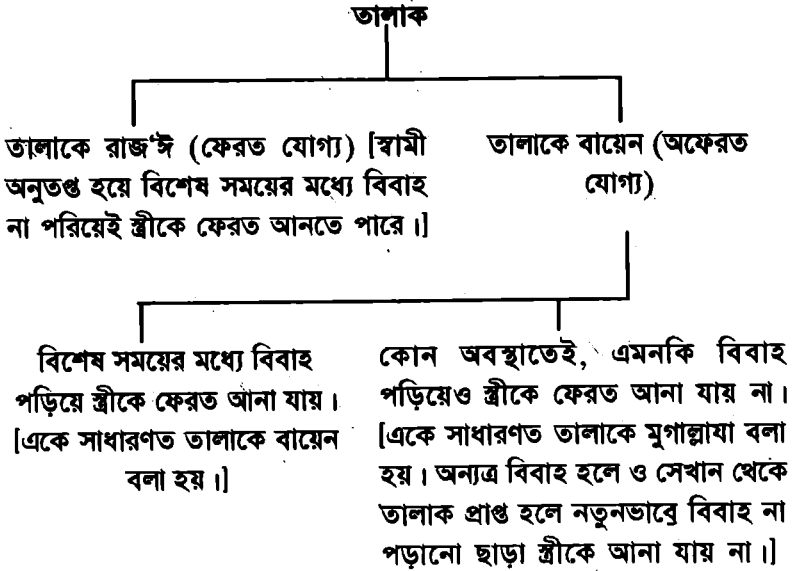 তালাক
তালাকে রাজ‘ঈ (ফেরত যোগ্য) [স্বামী
অনুতপ্ত হয়ে বিশেষ সময়ের মধ্যে বিবাহ
না পরিয়েই স্ত্রীকে ফেরত আনতে পারে।]
তালাকে বায়েন (অফেরত
যোগ্য)
বিশেষ সময়ের মধ্যে বিবাহ
পড়িয়ে স্ত্রীকে ফেরত আনা যায়।
[একে সাধারণত তালাকে বায়েন
বলা হয়।]
কোন অবস্থাতেই, এমনকি বিবাহ
পড়িয়েও স্ত্রীকে ফেরত আনা যায় না।
[একে সাধারণত তালাকে মুগাল্লাযা বলা
হয়। অন্যত্র বিবাহ হলে ও সেখান থেকে
তালাক প্রাপ্ত হলে নতুনভাবে বিবাহ না
পড়ানো ছাড়া স্ত্রীকে আনা যায় না।]